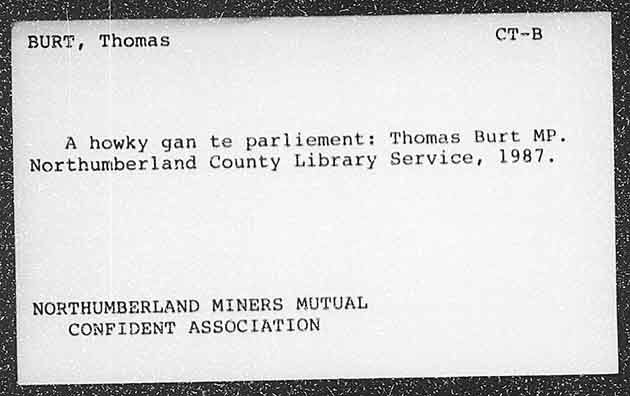 BURT, Thomas
CT-B
A howky gan te parliement: Thomas Burt MP.
Northumberland County Library Service, 1987.
NORTHUMBERLAND MINERS MUTUAL
CONFIDENT ASSOCIATION